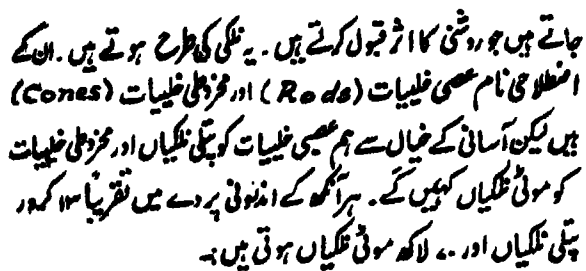 جاتے ہیں جو روشنی کا اثر قبول کرتے ہیں۔ یہ نلکی کی طرح ہوتے ہیں۔ ان کے
اصطلاحی نام عصی خلیات (Rods) اور مخروطی خلیات (Cones)
ہیں لیکن آسانی کے خیال سے ہم عصی خلیات کو پتلی نلکیاں اور مخروطی خلیات
کو موٹی نلکیاں کہیں گے۔ ہر آنکھ کے اندرونی پردے میں تقریباً ۱۳ کروڑ
پتلی نلکیاں اور ۷۰ لاکھ موٹی نلکیاں ہوتی ہیں:۔